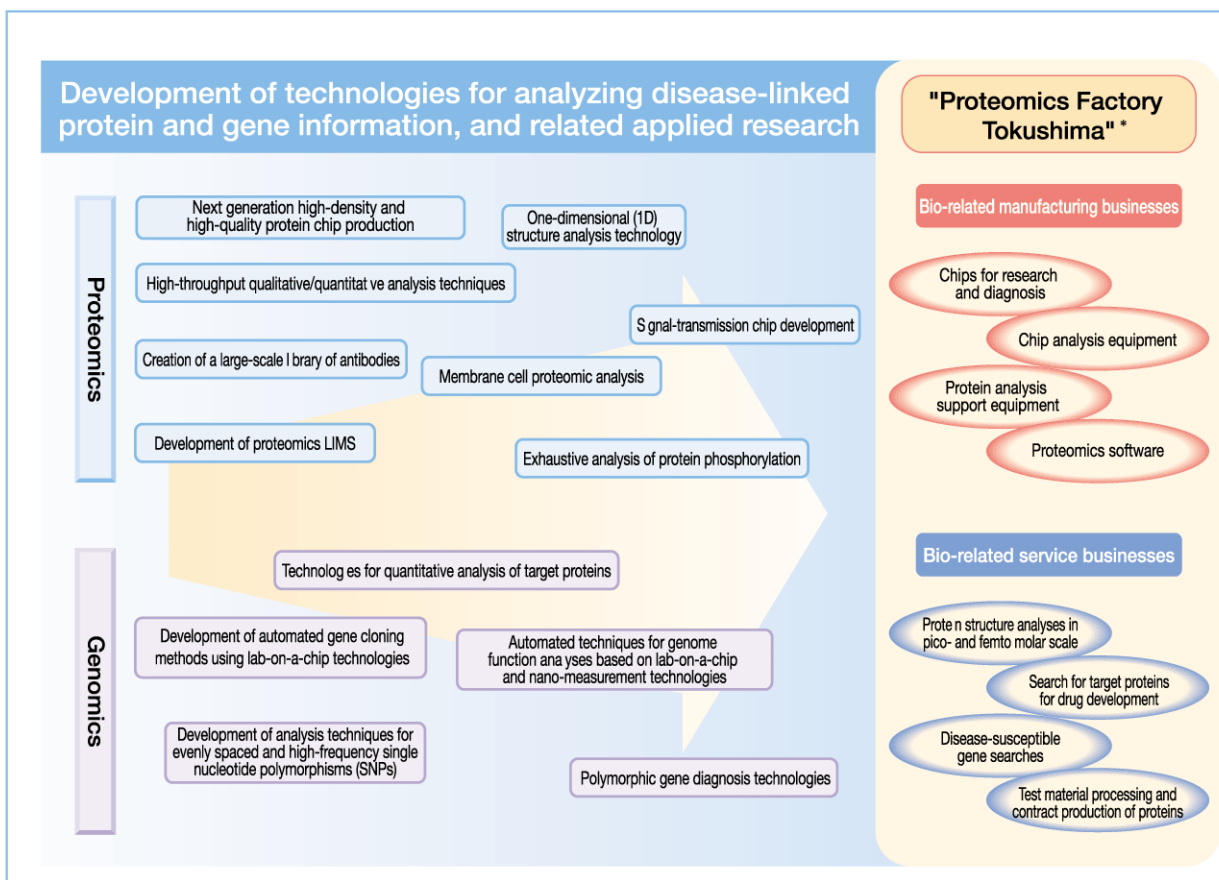 Development of technologies for analyzing disease-linked
protein and gene information, and related applied research
"Proteomics Factory
Tokushima" *
Proteomics
Next generation high-density and
high-quality protein chip production
One-dimensional (1D)
structure analysis technology
High-throughput qualitative/quantitat ve analysis techniques
S gnal-transmission chip development
Creation of a large-scale l brary of antibodies
Membrane cell proteomic analysis
Development of proteomics LIMS
Exhaustive analysis of protein phosphorylation
Genomics
Technolog es for quantitative analysis of target proteins
Development of automated gene cloning
methods using lab-on-a-chip technologies
Automated techniques for genome
function ana yses based on lab-on-a-chip
and nano-measurement technologies
Development of analysis techniques for
evenly spaced and high-frequency single
nucleotide polymorphisms (SNPs)
Polymorphic gene diagnosis technologies
Bio-related manufacturing businesses
Chips for research
and diagnosis
Chip analysis equipment
Protein analysis
support equipment
Proteomics software
Bio-related service businesses
Prote n structure analyses in
pico- and femto molar scale
Search for target proteins
for drug development
Disease-susceptible
gene searches
Test material processing and
contract production of proteins